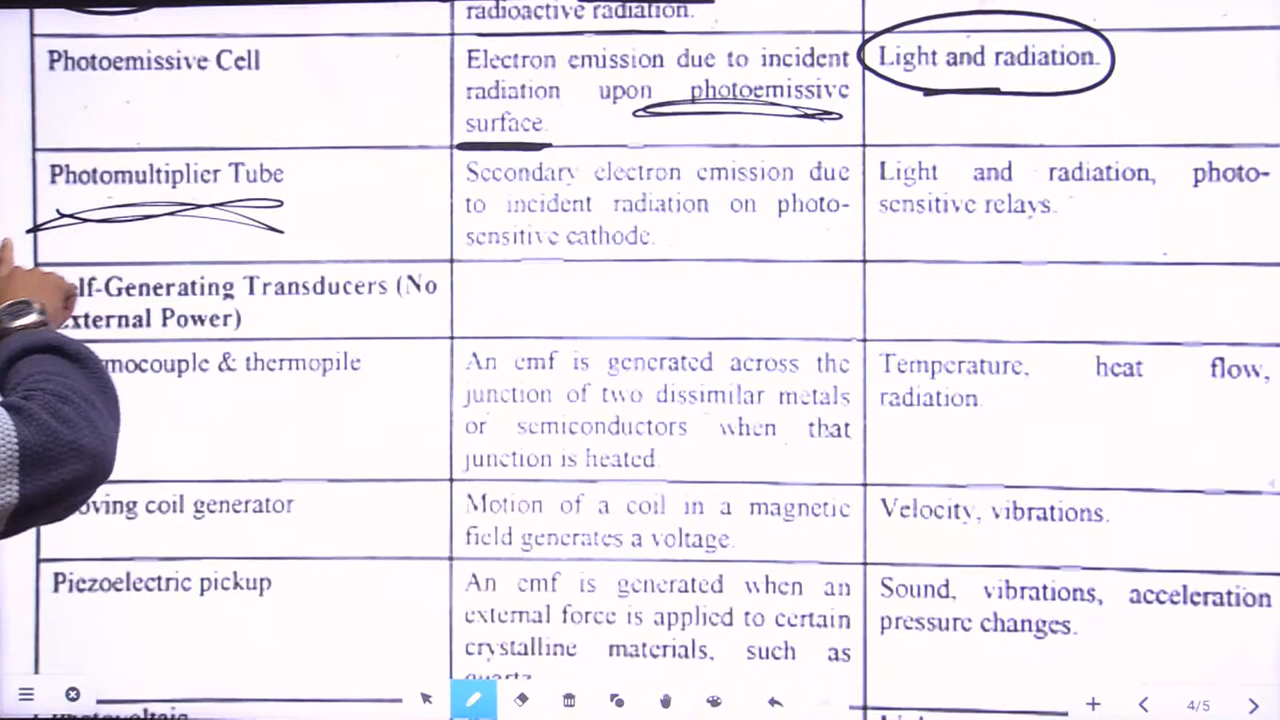 radioactive radiation.
Photoemissive Cell
Electron emission due to incident
radiation upon photoemissive
surface.
Light and radiation.
Photomultiplier Tube
Secondary electron emission due
to incident radiation on photo-
sensitive cathode.
Light and radiation, photo-
sensitive relays.
lf-Generating Transducers (No
xternal Power)
mocouple & thermopile
An emf is generated across the
junction of two dissimilar metals
or semiconductors when that
junction is heated.
Temperature, heat flow,
radiation.
oving coil generator
Motion of a coil in a magnetic
field generates a voltage.
Velocity, vibrations.
Piezoelectric pickup
An emf is generated when an
external force is applied to certain
crystalline materials, such as
quartz
Sound, vibrations, acceleration
pressure changes.
4/5